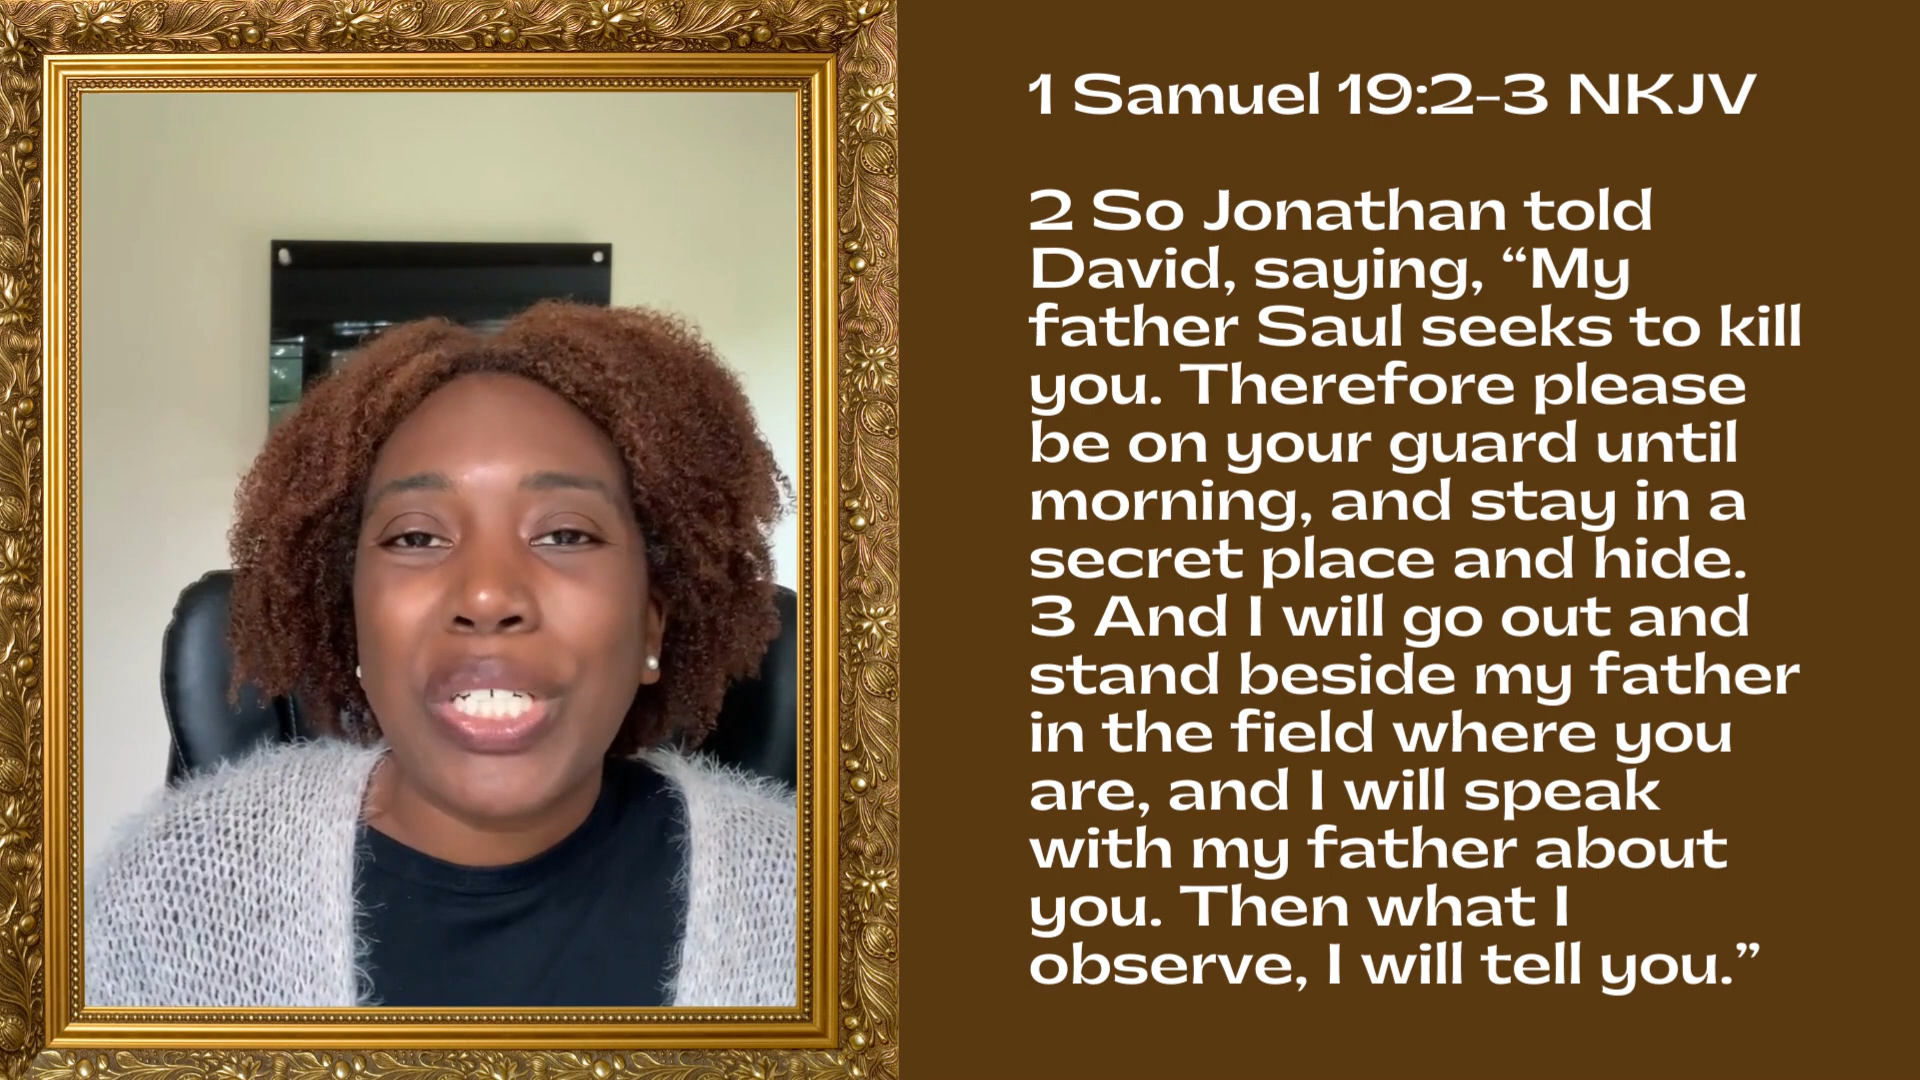 1 Samuel 19:2-3 NKJV
2 So Jonathan told
David, saying, “My
father Saul seeks to kill
you. Therefore please
be on your guard until
morning, and stay in a
secret place and hide.
3 And I will go out and
stand beside my father
in the field where you
are, and I will speak
with my father about
you. Then what I
observe, I will tell you.”